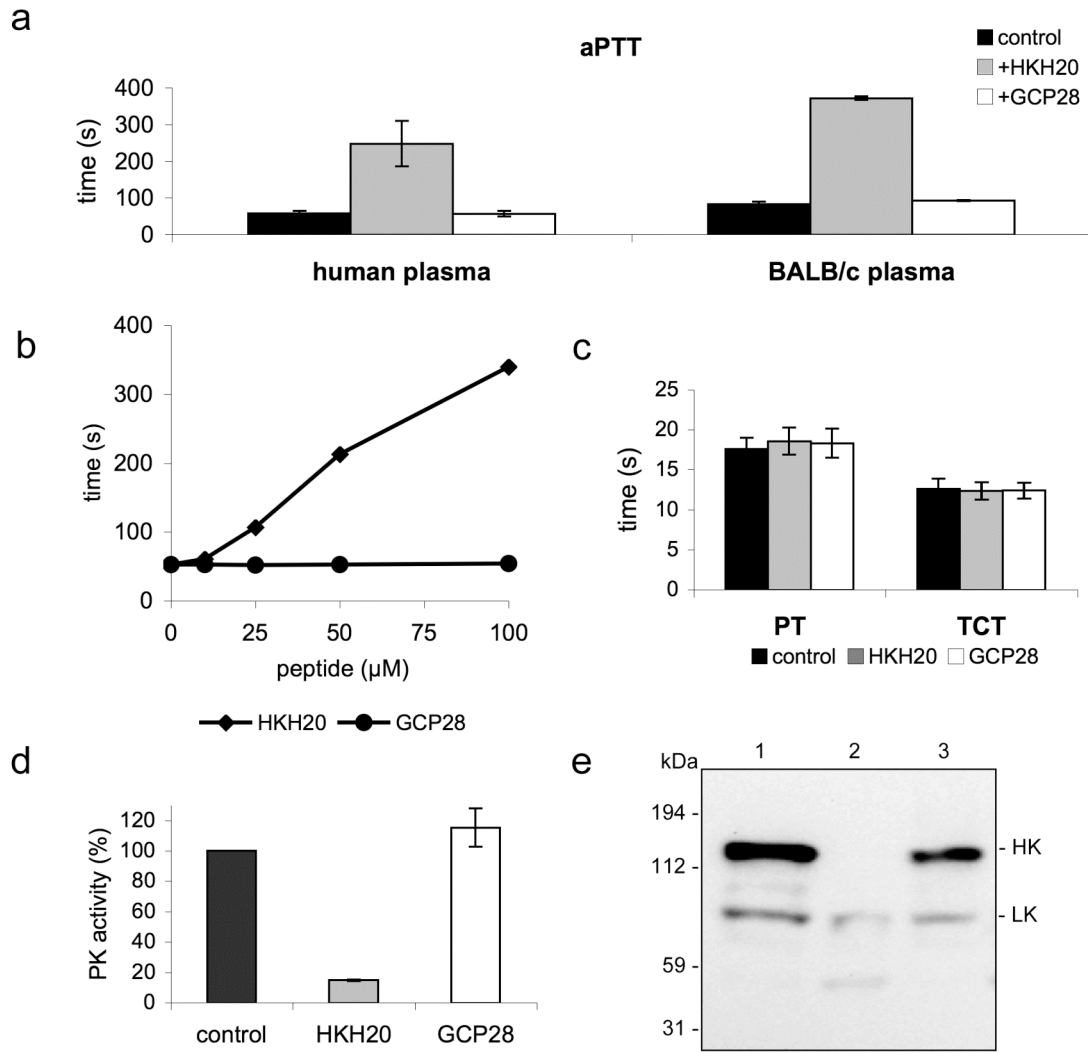 a
aPTT
control
+HKH20
+GCP28
400
300
200
100
0
time (s)
human plasma
BALB/c plasma
b
400
300
200
100
0
time (s)
0 25 50 75 100
peptide (µM)
HKH20 GCP28
c
25
20
15
10
5
0
time (s)
PT TCT
control HKH20 GCP28
d
120
100
80
60
40
20
0
PK activity (%)
control HKH20 GCP28
e
kDa 1 2 3
194 -
112 -
59 -
31 -
- HK
- LK